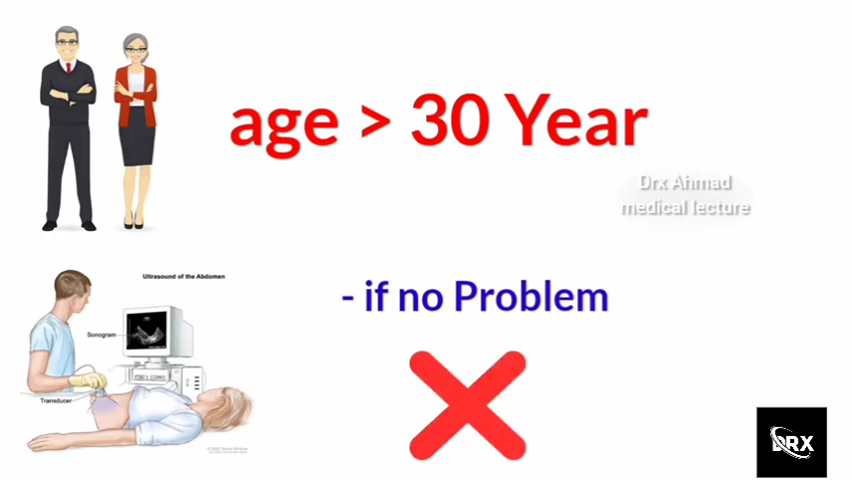 age > 30 Year
Drx Ahmad
medical lecture
Ultrasound of the Abdomen
- if no Problem
Sonogram
Transducer
DRX